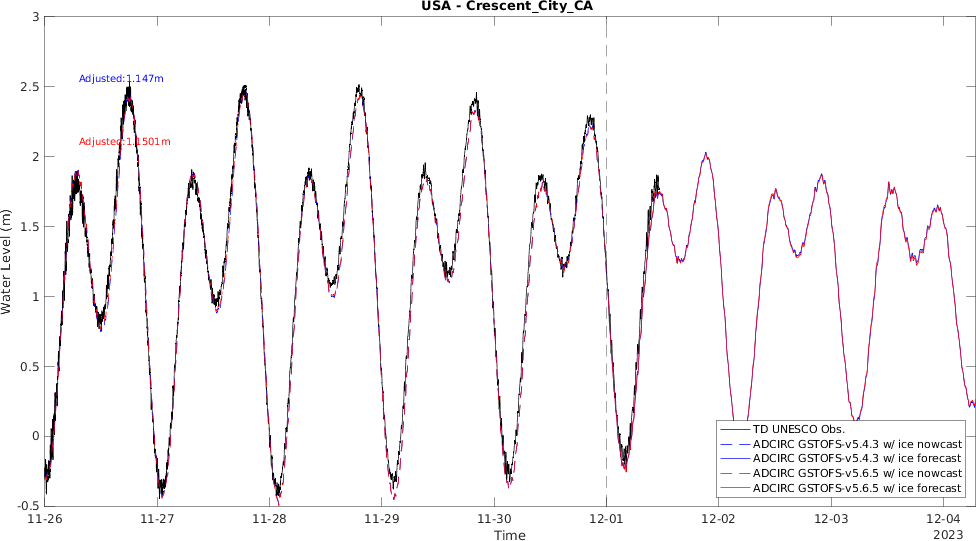 USA - Crescent_City_CA
3
2.5
2
1.5
1
0.5
0
-0.5
Water Level (m)
Adjusted:1.147m
Adjusted:1.1501m
TD UNESCO Obs.
ADCIRC GSTOFS-v5.4.3 w/ ice nowcast
ADCIRC GSTOFS-v5.4.3 w/ ice forecast
ADCIRC GSTOFS-v5.6.5 w/ ice nowcast
ADCIRC GSTOFS-v5.6.5 w/ ice forecast
11-26 11-27 11-28 11-29 11-30 12-01 12-02 12-03 12-04
Time
2023